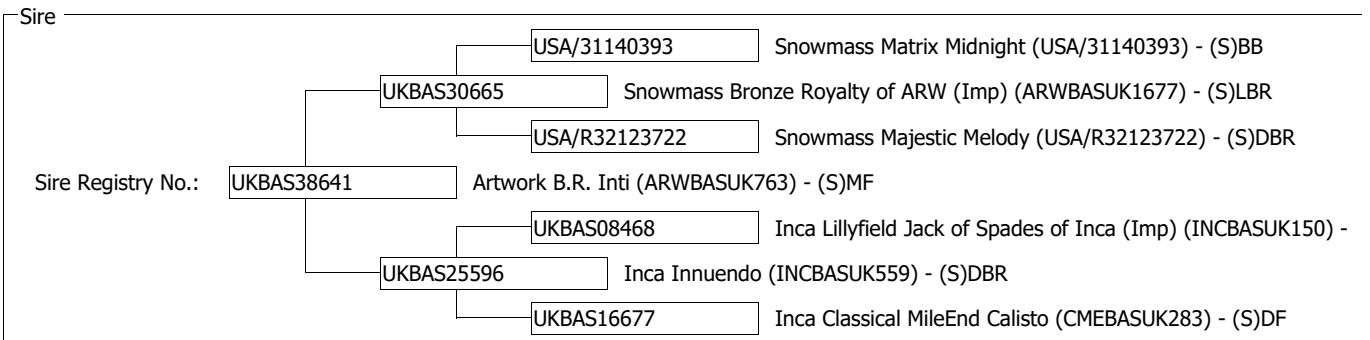 Sire
USA/31140393 Snowmass Matrix Midnight (USA/31140393) - (S)BB
UKBAS30665 Snowmass Bronze Royalty of ARW (Imp) (ARWBASUK1677) - (S)LBR
USA/R32123722 Snowmass Majestic Melody (USA/R32123722) - (S)DBR
Sire Registry No.: UKBAS38641 Artwork B.R. Inti (ARWBASUK763) - (S)MF
UKBAS08468 Inca Lillyfield Jack of Spades of Inca (Imp) (INCBASUK150) -
UKBAS25596 Inca Innuendo (INCBASUK559) - (S)DBR
UKBAS16677 Inca Classical MileEnd Calisto (CMEBASUK283) - (S)DF